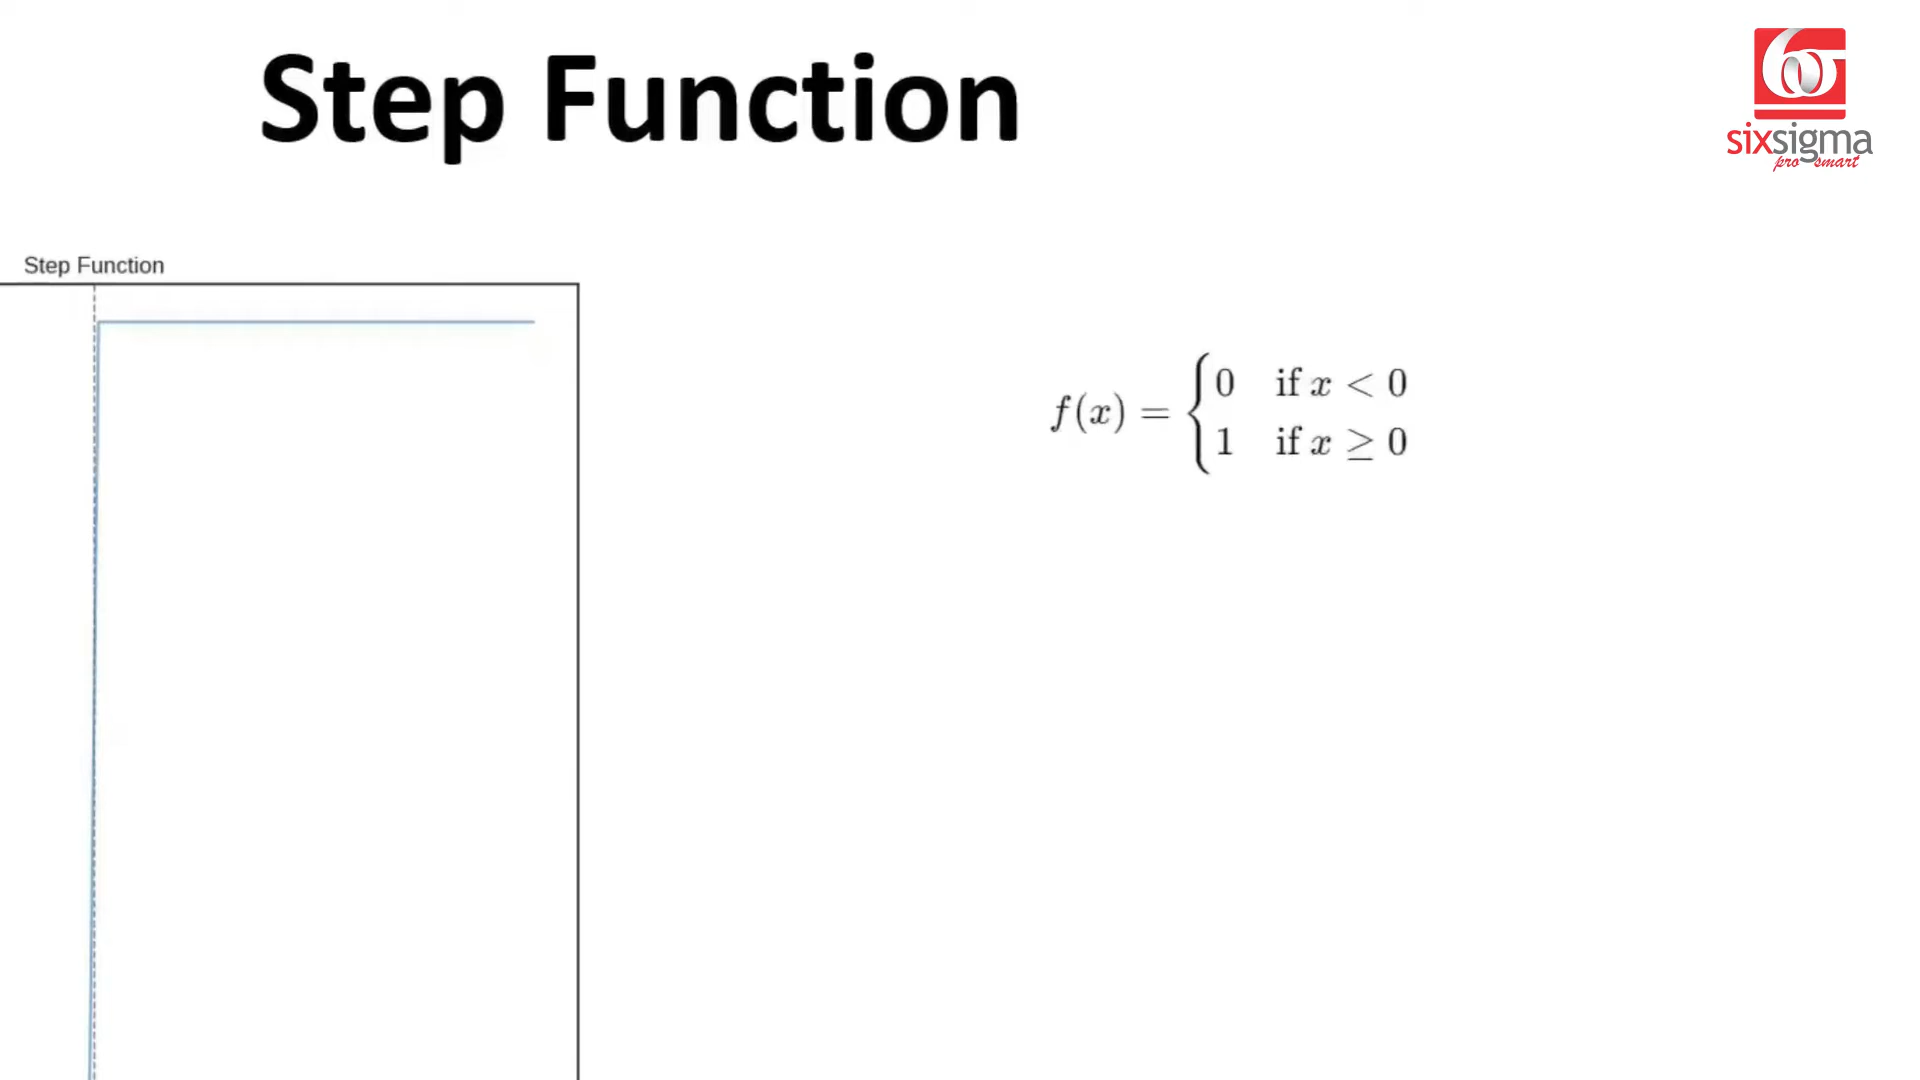 Step Function
sixsigma
pro smart
Step Function
f(x) = { 0 if x < 0
1 if x ≥ 0